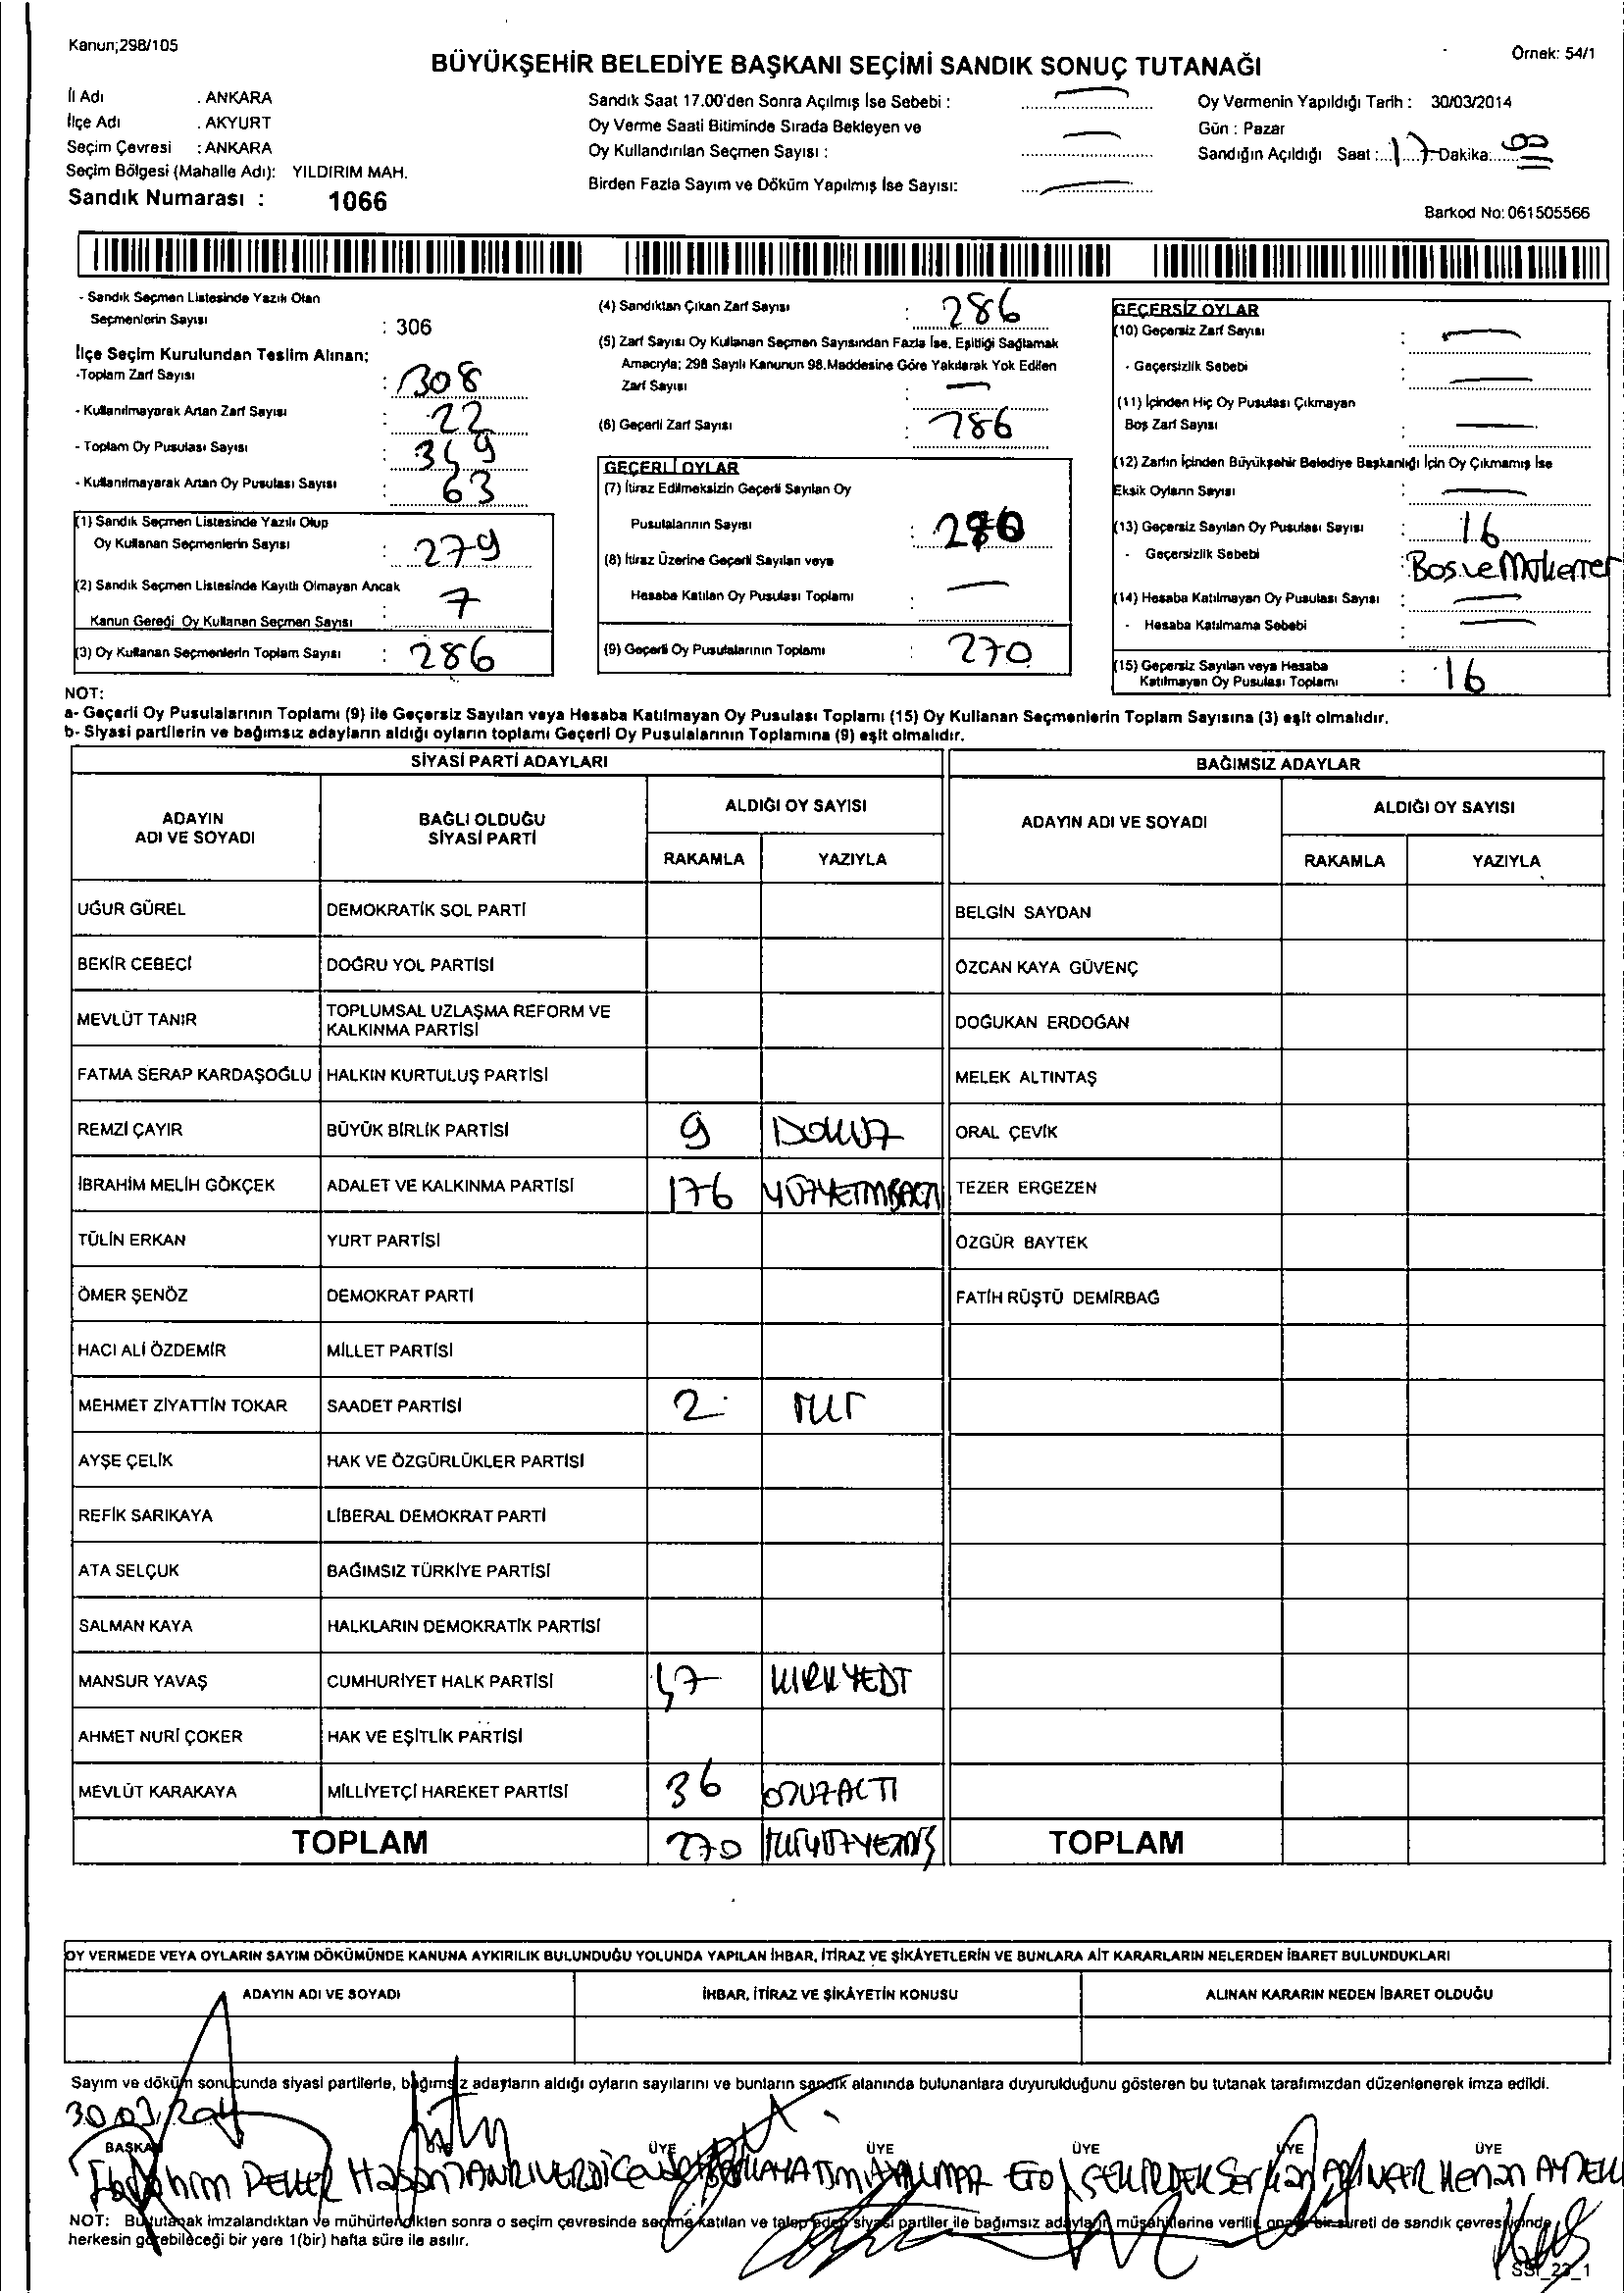 Kanun;298/105
Örnek: 54/1
BÜYÜKŞEHİR BELEDİYE BAŞKANI SEÇİMİ SANDIK SONUÇ TUTANAĞI
İl Adı : ANKARA
İlçe Adı : AKYURT
Seçim Çevresi : ANKARA
Seçim Bölgesi (Mahalle Adı): YILDIRIM MAH.
Sandık Numarası : 1066
Sandık Saat 17.00'den Sonra Açılmış İse Sebebi :
Oy Verme Saati Bitiminde Sırada Bekleyen ve
Oy Kullandırılan Seçmen Sayısı :
Birden Fazla Sayım ve Döküm Yapılmış İse Sayısı:
Oy Vermenin Yapıldığı Tarih : 30/03/2014
Gün : Pazar
Sandığın Açıldığı Saat : 17 Dakika: 00
Barkod No: 061505566
- Sandık Seçmen Listesinde Yazılı Olan
Seçmenlerin Sayısı : 306
İlçe Seçim Kurulundan Teslim Alınan;
-Toplam Zarf Sayısı : 308
- Kullanılmayarak Artan Zarf Sayısı : 22
- Toplam Oy Pusulası Sayısı : 349
- Kullanılmayarak Artan Oy Pusulası Sayısı : 63
(1) Sandık Seçmen Listesinde Yazılı Olup
Oy Kullanan Seçmenlerin Sayısı : 279
(2) Sandık Seçmen Listesinde Kayıtlı Olmayan Ancak
Kanun Gereği Oy Kullanan Seçmen Sayısı : 7
(3) Oy Kullanan Seçmenlerin Toplam Sayısı : 286
(4) Sandıktan Çıkan Zarf Sayısı : 286
(5) Zarf Sayısı Oy Kullanan Seçmen Sayısından Fazla İse, Eşitliği Sağlamak
Amacıyla; 298 Sayılı Kanunun 98.Maddesine Göre Yakılarak Yok Edilen
Zarf Sayısı :
(6) Geçerli Zarf Sayısı : 286
GEÇERLİ OYLAR
(7) İtiraz Edilmeksizin Geçerli Sayılan Oy
Pusulalarının Sayısı : 270
(8) İtiraz Üzerine Geçerli Sayılan veya
Hesaba Katılan Oy Pusulası Toplamı
(9) Geçerli Oy Pusulalarının Toplamı : 270
GEÇERSİZ OYLAR
(10) Geçersiz Zarf Sayısı :
- Geçersizlik Sebebi
(11) İçinden Hiç Oy Pusulası Çıkmayan
Boş Zarf Sayısı :
(12) Zarfın İçinden Büyükşehir Belediye Başkanlığı İçin Oy Çıkmamış İse
Eksik Oyların Sayısı :
(13) Geçersiz Sayılan Oy Pusulası Sayısı : 16
- Geçersizlik Sebebi : Bos ve Mükerrer
(14) Hesaba Katılmayan Oy Pusulası Sayısı :
- Hesaba Katılmama Sebebi :
(15) Geçersiz Sayılan veya Hesaba
Katılmayan Oy Pusulası Toplamı : 16
NOT:
a- Geçerli Oy Pusulalarının Toplamı (9) ile Geçersiz Sayılan veya Hesaba Katılmayan Oy Pusulası Toplamı (15) Oy Kullanan Seçmenlerin Toplam Sayısına (3) eşit olmalıdır.
b- Siyasi partilerin ve bağımsız adayların aldığı oyların toplamı Geçerli Oy Pusulalarının Toplamına (9) eşit olmalıdır.
SİYASİ PARTİ ADAYLARI
BAĞIMSIZ ADAYLAR
ADAYIN ADI VE SOYADI
BAĞLI OLDUĞU SİYASİ PARTİ
ALDIĞI OY SAYISI
RAKAMLA YAZIYLA
ADAYIN ADI VE SOYADI
ALDIĞI OY SAYISI
RAKAMLA YAZIYLA
UĞUR GÜREL DEMOKRATİK SOL PARTİ BELGİN SAYDAN
BEKİR CEBECİ DOĞRU YOL PARTİSİ ÖZCAN KAYA GÜVENÇ
MEVLÜT TANIR TOPLUMSAL UZLAŞMA REFORM VE KALKINMA PARTİSİ DOĞUKAN ERDOĞAN
FATMA SERAP KARDAŞOĞLU HALKIN KURTULUŞ PARTİSİ MELEK ALTINTAŞ
REMZİ ÇAYIR BÜYÜK BİRLİK PARTİSİ 9 DOKUZ ORAL ÇEVİK
İBRAHİM MELİH GÖKÇEK ADALET VE KALKINMA PARTİSİ 176 YÜZYETMİŞALTI TEZER ERGEZEN
TÜLİN ERKAN YURT PARTİSİ ÖZGÜR BAYTEK
ÖMER ŞENÖZ DEMOKRAT PARTİ FATİH RÜŞTÜ DEMİRBAĞ
HACI ALİ ÖZDEMİR MİLLET PARTİSİ
MEHMET ZİYATTİN TOKAR SAADET PARTİSİ 2 İKİ
AYŞE ÇELİK HAK VE ÖZGÜRLÜKLER PARTİSİ
REFİK SARIKAYA LİBERAL DEMOKRAT PARTİ
ATA SELÇUK BAĞIMSIZ TÜRKİYE PARTİSİ
SALMAN KAYA HALKLARIN DEMOKRATİK PARTİSİ
MANSUR YAVAŞ CUMHURİYET HALK PARTİSİ 47 KIRKYEDİ
AHMET NURİ ÇOKER HAK VE EŞİTLİK PARTİSİ
MEVLÜT KARAKAYA MİLLİYETÇİ HAREKET PARTİSİ 36 OTUZALTI
TOPLAM 270 İKİYÜZYETMİŞ TOPLAM
OY VERMEDE VEYA OYLARIN SAYIM DÖKÜMÜNDE KANUNA AYKIRILIK BULUNDUĞU YOLUNDA YAPILAN İHBAR, İTİRAZ VE ŞİKÂYETLERİN VE BUNLARA AİT KARARLARIN NELERDEN İBARET BULUNDUKLARI
ADAYIN ADI VE SOYADI İHBAR, İTİRAZ VE ŞİKÂYETİN KONUSU ALINAN KARARIN NEDEN İBARET OLDUĞU
Sayım ve döküm sonucunda siyasi partilerle, bağımsız adayların aldığı oyların sayılarını ve bunların sandık alanında bulunanlara duyurulduğunu gösteren bu tutanak tarafımızdan düzenlenerek imza edildi.
30.03.2014
BAŞKAN ÜYE ÜYE ÜYE ÜYE ÜYE ÜYE
İbrahim Hasan TANRIVERDİ Erol Serkan Kenan
NOT: Bu tutanak imzalandıktan ve mühürlendikten sonra o seçim çevresinde seçime katılan ve talep eden siyasi partiler ile bağımsız adayların müşahitlerine verilir, onaylı bir sureti de sandık çevresinde
herkesin görebileceği bir yere 1(bir) hafta süre ile asılır.
SSI_23_1